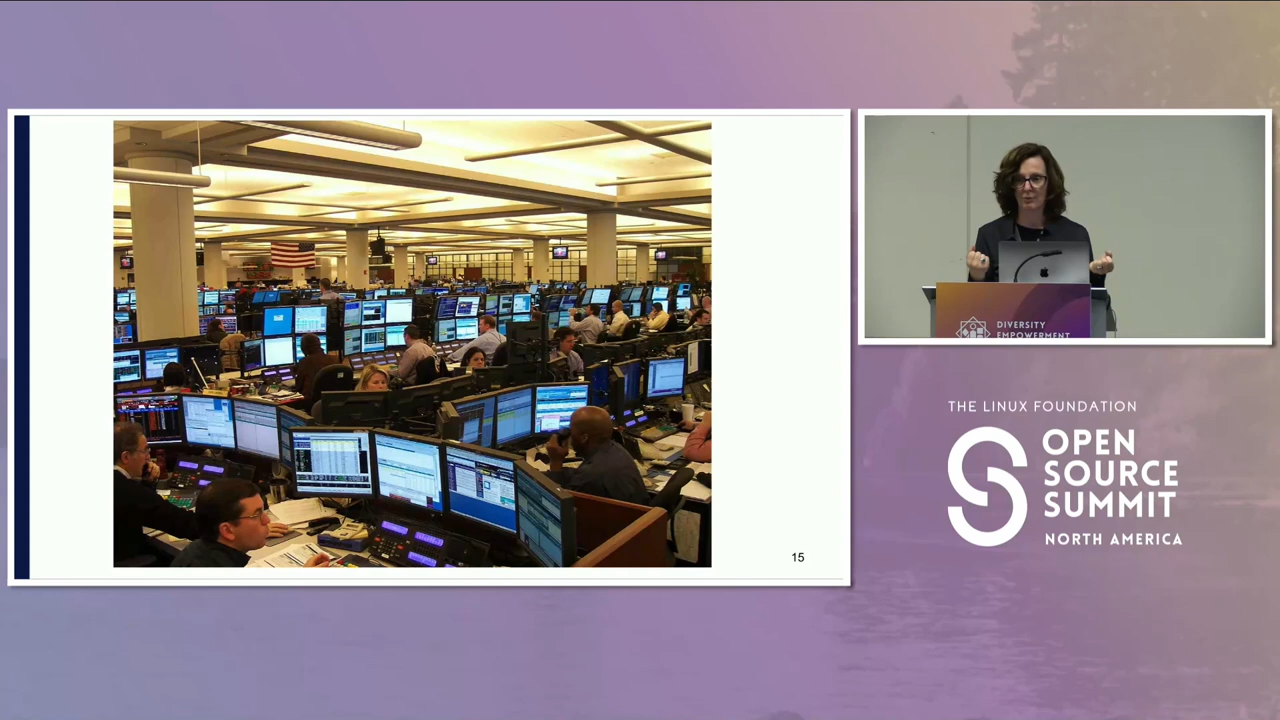 15
DIVERSITY
EMPOWERMENT
THE LINUX FOUNDATION
OPEN
SOURCE
SUMMIT
NORTH AMERICA